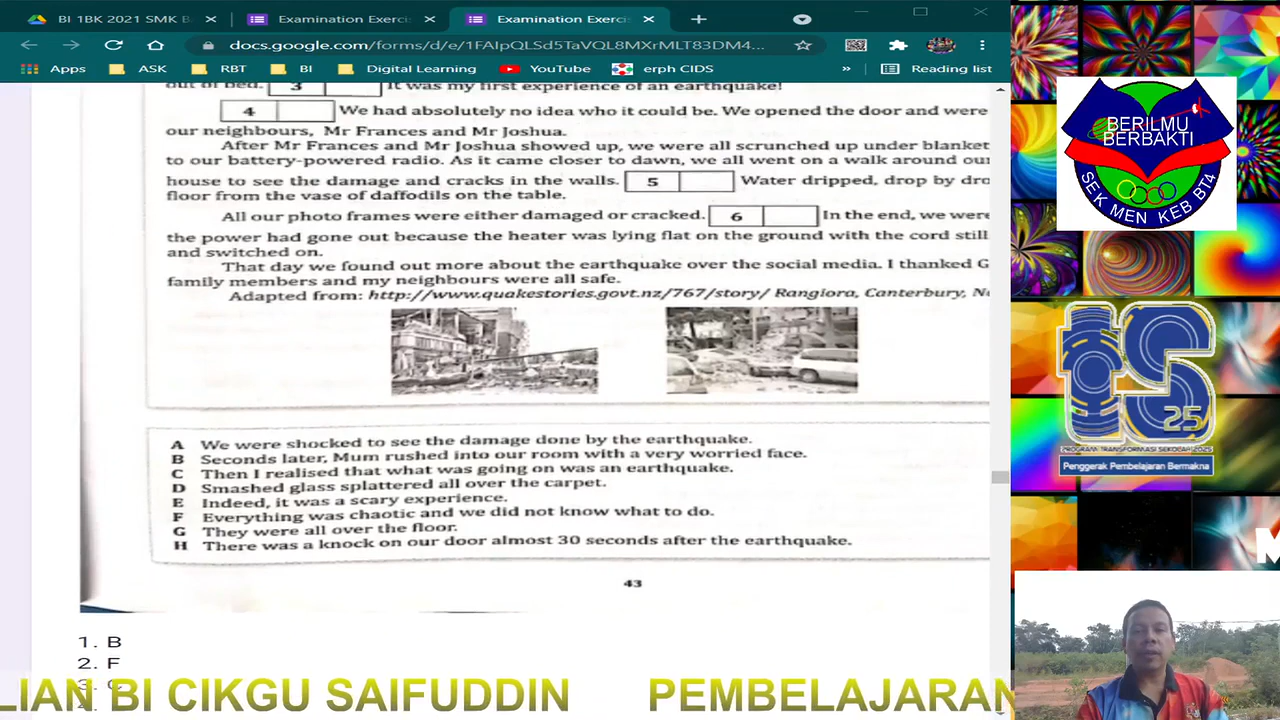 BI 1BK 2021 SMK B
Examination Exerci
Examination Exerci
docs.google.com/forms/d/e/1FAIpQLSd5TaVQL8MXrMLT83DM4...
Apps ASK RBT BI Digital Learning YouTube erph CIDS » Reading list
out of bed. 3 It was my first experience of an earthquake!
4 We had absolutely no idea who it could be. We opened the door and were
our neighbours, Mr Frances and Mr Joshua.
After Mr Frances and Mr Joshua showed up, we were all scrunched up under blanket
to our battery-powered radio. As it came closer to dawn, we all went on a walk around our
house to see the damage and cracks in the walls. 5 Water dripped, drop by dro
floor from the vase of daffodils on the table.
All our photo frames were either damaged or cracked. 6 In the end, we were
the power had gone out because the heater was lying flat on the ground with the cord still
and switched on.
That day we found out more about the earthquake over the social media. I thanked G
family members and my neighbours were all safe.
Adapted from: http://www.quakestories.govt.nz/767/story/ Rangiora, Canterbury, N
A We were shocked to see the damage done by the earthquake.
B Seconds later, Mum rushed into our room with a very worried face.
C Then I realised that what was going on was an earthquake.
D Smashed glass splattered all over the carpet.
E Indeed, it was a scary experience.
F Everything was chaotic and we did not know what to do.
G They were all over the floor.
H There was a knock on our door almost 30 seconds after the earthquake.
43
1. B
2. F
3. C
LIAN BI CIKGU SAIFUDDIN PEMBELAJARAN
BERILMU
BERBAKTI
SEK MEN KEB BT4
tS
25
PROGRAM TRANSFORMASI SEKOLAH 2025
Penggerak Pembelajaran Bermakna
M